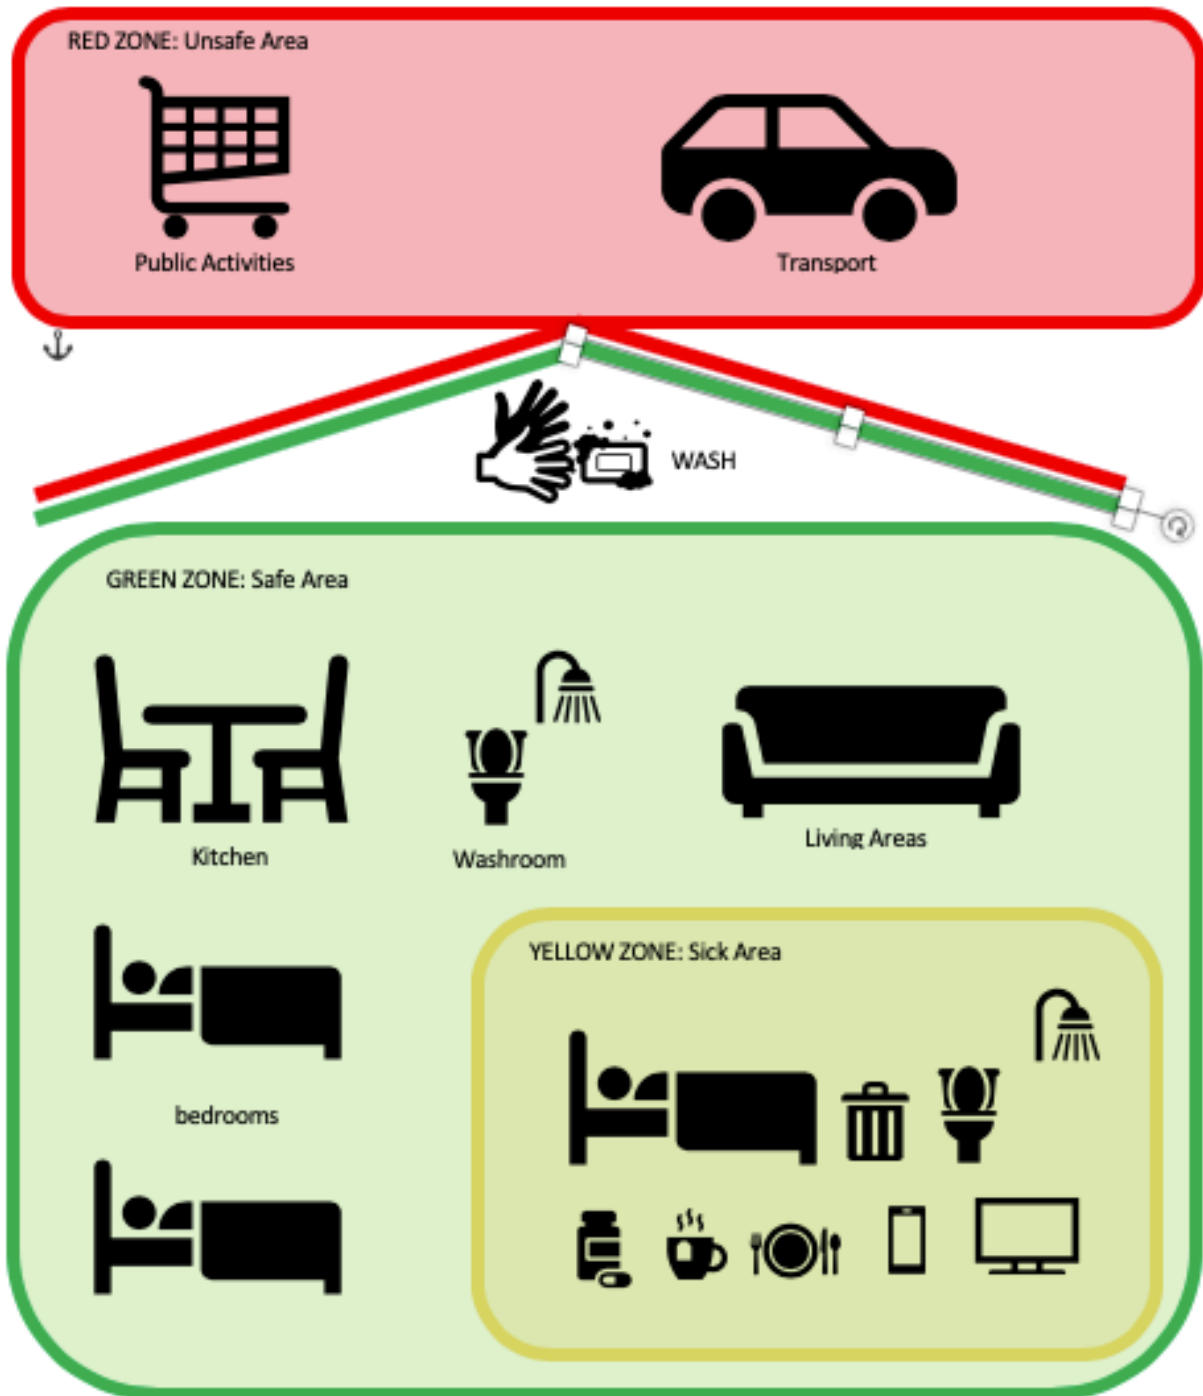 RED ZONE: Unsafe Area
Public Activities
Transport
WASH
GREEN ZONE: Safe Area
Kitchen
Washroom
Living Areas
bedrooms
YELLOW ZONE: Sick Area